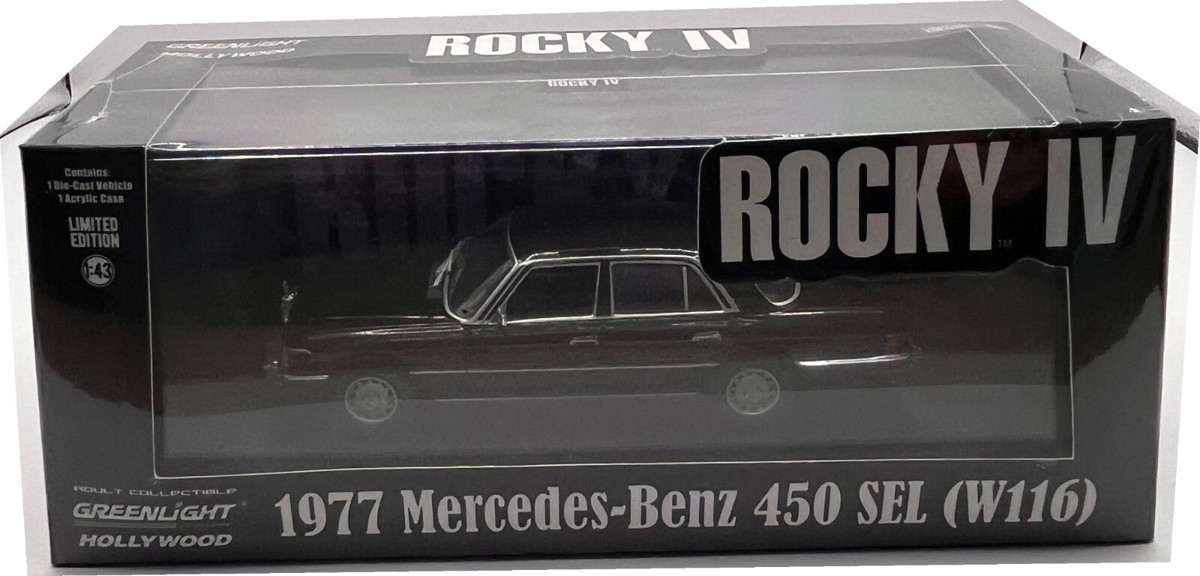 GREENLIGHT
HOLLYWOOD
ROCKY IV
ROCKY IV
Contains:
1 Die-Cast Vehicle
1 Acrylic Case
LIMITED
EDITION
1:43
ROCKY IV
TM
ADULT COLLECTIBLE
GREENLIGHT
HOLLYWOOD
1977 Mercedes-Benz 450 SEL (W116)